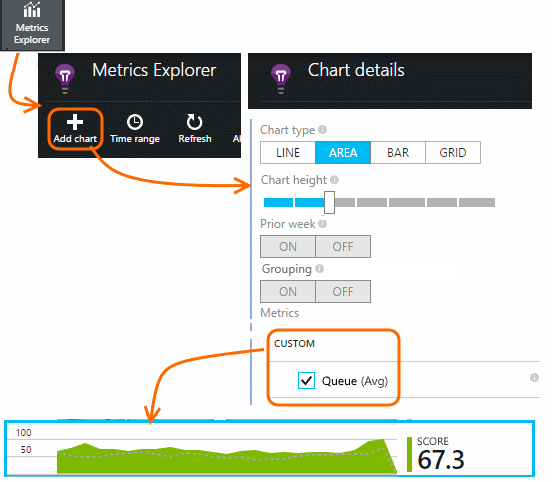 Metrics
Explorer
Metrics Explorer
Add chart
Time range
Refresh
Chart details
Chart type
LINE
AREA
BAR
GRID
Chart height
Prior week
ON
OFF
Grouping
ON
OFF
Metrics
CUSTOM
Queue (Avg)
100
50
SCORE
67.3